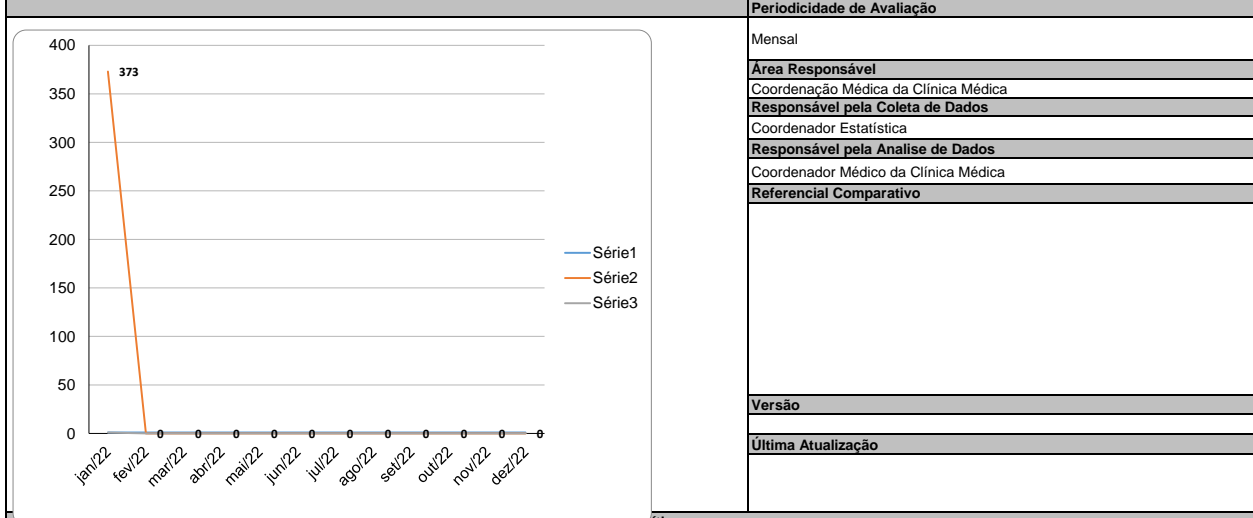 Periodicidade de Avaliação
Mensal
Área Responsável
Coordenação Médica da Clínica Médica
Responsável pela Coleta de Dados
Coordenador Estatística
Responsável pela Analise de Dados
Coordenador Médico da Clínica Médica
Referencial Comparativo
Versão
Última Atualização
400
350
300
250
200
150
100
50
0
373
0 0 0 0 0 0 0 0 0 0 0
jan/22 fev/22 mar/22 abr/22 mai/22 jun/22 jul/22 ago/22 set/22 out/22 nov/22 dez/22
Série1
Série2
Série3